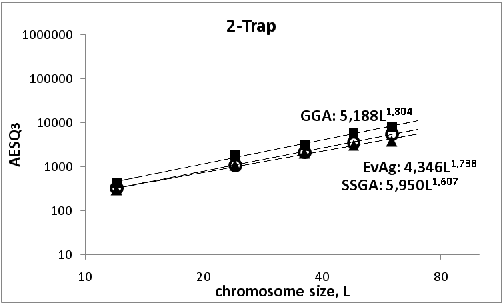 2-Trap
1000000
100000
10000
1000
100
10
AESQ3
GGA: 5,188L1,804
EvAg: 4,346L1,738
SSGA: 5,950L1,607
10 20 40 80
chromosome size, L